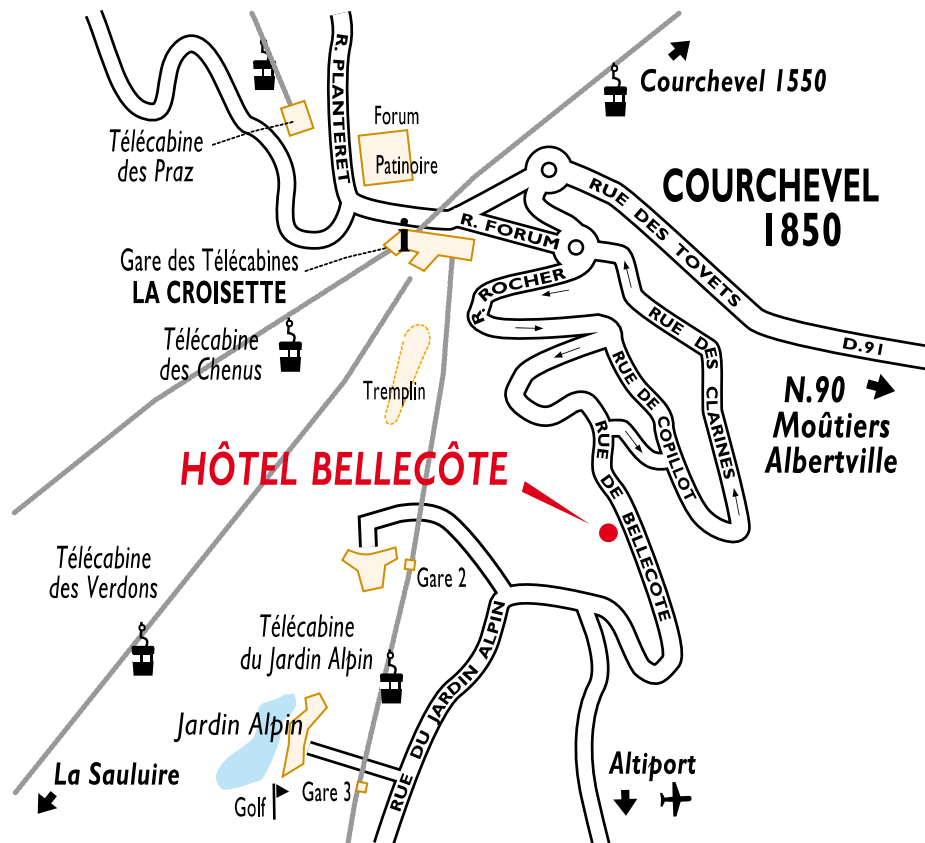 R. PLANTERET
Courchevel 1550
Forum
Patinoire
Télécabine
des Praz
COURCHEVEL
1850
RUE DES TOVETS
R. FORUM
Gare des Télécabines
LA CROISETTE
I
R. ROCHER
Télécabine
des Chenus
D.91
RUE DES CLARINES
RUE DE COPILLOT
N.90
Moûtiers
Albertville
Tremplin
HÔTEL BELLECÔTE
RUE DE BELLECOTE
Télécabine
des Verdons
Gare 2
Télécabine
du Jardin Alpin
RUE DU JARDIN ALPIN
Jardin Alpin
La Sauluire
Golf
Gare 3
Altiport